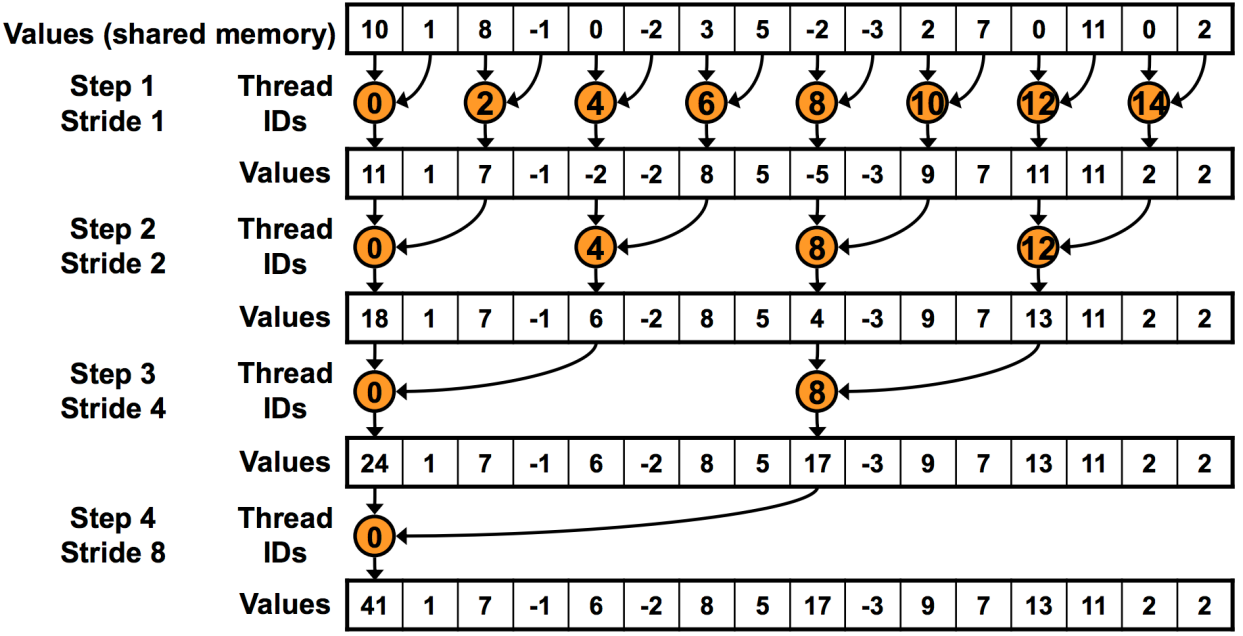 Values (shared memory) 10 1 8 -1 0 -2 3 5 -2 -3 2 7 0 11 0 2
Step 1 Thread
0 2 4 6 8 10 12 14
Stride 1 IDs
Values 11 1 7 -1 -2 -2 8 5 -5 -3 9 7 11 11 2 2
Step 2 Thread
0 4 8 12
Stride 2 IDs
Values 18 1 7 -1 6 -2 8 5 4 -3 9 7 13 11 2 2
Step 3 Thread
0 8
Stride 4 IDs
Values 24 1 7 -1 6 -2 8 5 17 -3 9 7 13 11 2 2
Step 4 Thread
0
Stride 8 IDs
Values 41 1 7 -1 6 -2 8 5 17 -3 9 7 13 11 2 2